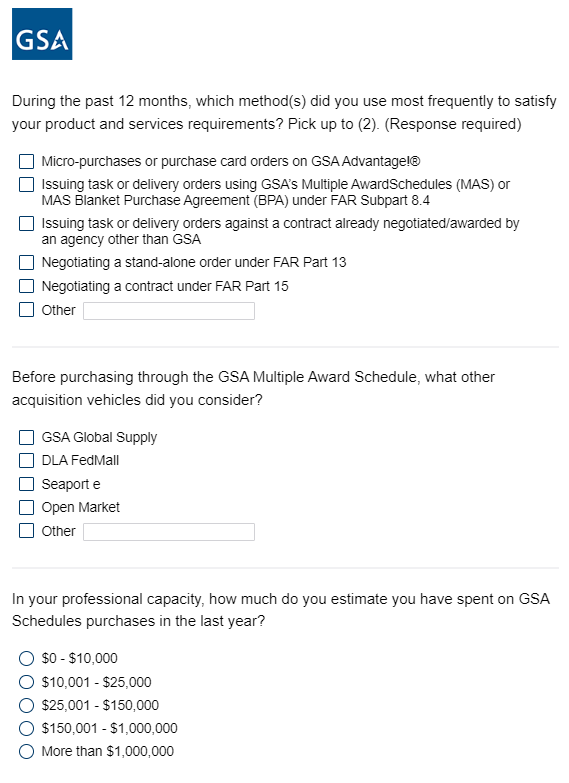 GSA
During the past 12 months, which method(s) did you use most frequently to satisfy
your product and services requirements? Pick up to (2). (Response required)
Micro-purchases or purchase card orders on GSA Advantage!®
Issuing task or delivery orders using GSA's Multiple AwardSchedules (MAS) or
MAS Blanket Purchase Agreement (BPA) under FAR Subpart 8.4
Issuing task or delivery orders against a contract already negotiated/awarded by
an agency other than GSA
Negotiating a stand-alone order under FAR Part 13
Negotiating a contract under FAR Part 15
Other
Before purchasing through the GSA Multiple Award Schedule, what other
acquisition vehicles did you consider?
GSA Global Supply
DLA FedMall
Seaport e
Open Market
Other
In your professional capacity, how much do you estimate you have spent on GSA
Schedules purchases in the last year?
$0 - $10,000
$10,001 - $25,000
$25,001 - $150,000
$150,001 - $1,000,000
More than $1,000,000